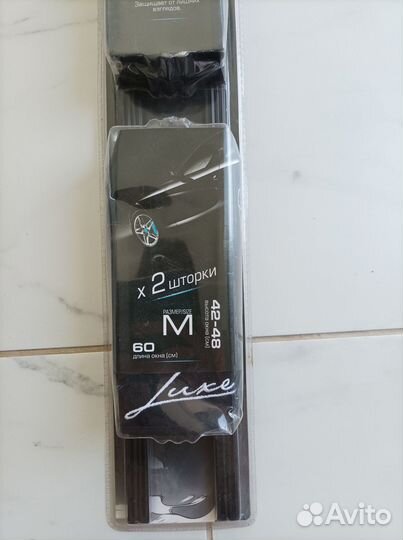 Защищает от лишних
взглядов.
x 2 шторки
РАЗМЕР/SIZE
M
42-48
ВЫСОТА ОКНА (СМ)
60
ДЛИНА ОКНА (СМ)
Luxe
Avito